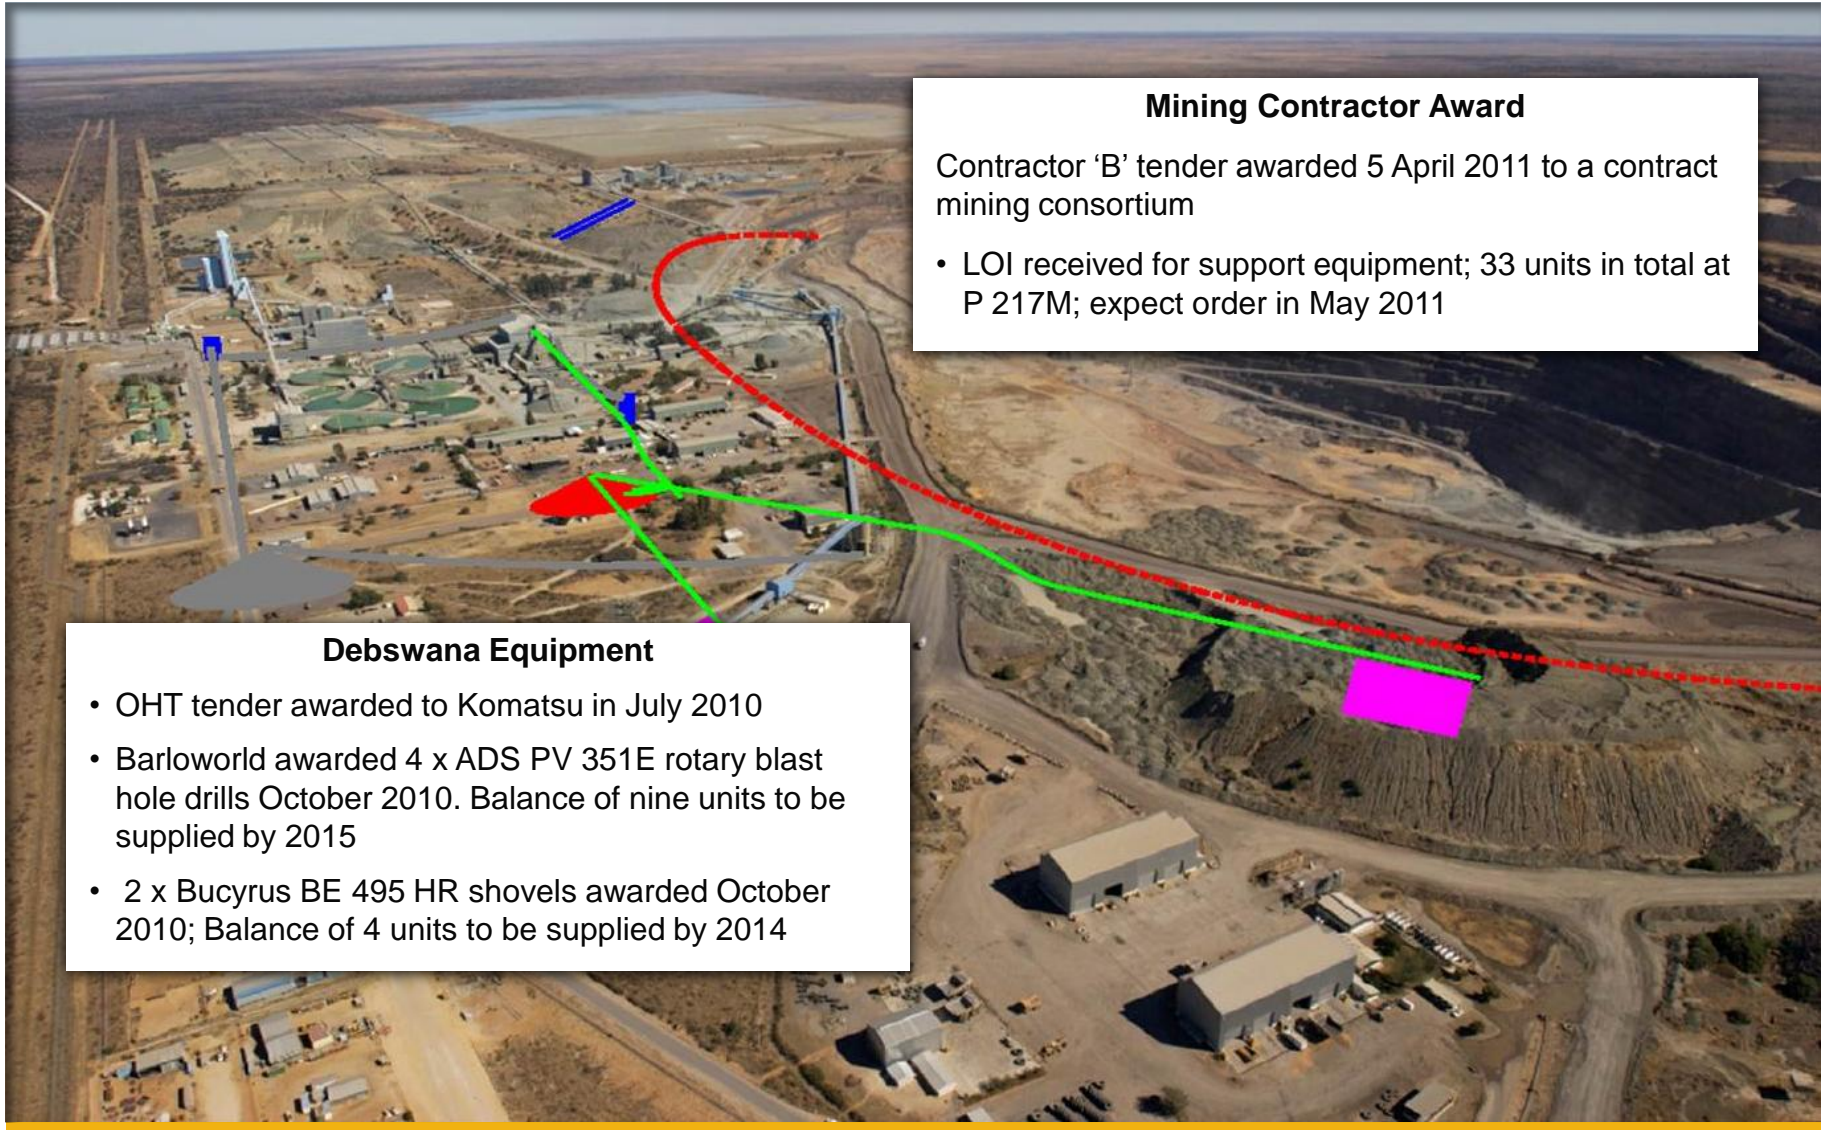 Mining Contractor Award
Contractor ‘B’ tender awarded 5 April 2011 to a contract
mining consortium
• LOI received for support equipment; 33 units in total at
P 217M; expect order in May 2011
Debswana Equipment
• OHT tender awarded to Komatsu in July 2010
• Barloworld awarded 4 x ADS PV 351E rotary blast
hole drills October 2010. Balance of nine units to be
supplied by 2015
• 2 x Bucyrus BE 495 HR shovels awarded October
2010; Balance of 4 units to be supplied by 2014